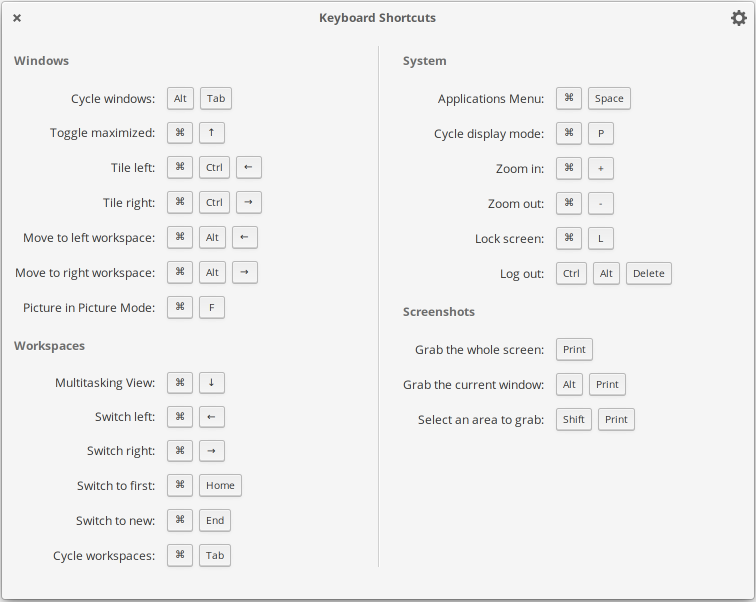 Keyboard Shortcuts
Windows
Cycle windows: Alt Tab
Toggle maximized: ⌘ ↑
Tile left: ⌘ Ctrl ←
Tile right: ⌘ Ctrl →
Move to left workspace: ⌘ Alt ←
Move to right workspace: ⌘ Alt →
Picture in Picture Mode: ⌘ F
Workspaces
Multitasking View: ⌘ ↓
Switch left: ⌘ ←
Switch right: ⌘ →
Switch to first: ⌘ Home
Switch to new: ⌘ End
Cycle workspaces: ⌘ Tab
System
Applications Menu: ⌘ Space
Cycle display mode: ⌘ P
Zoom in: ⌘ +
Zoom out: ⌘ -
Lock screen: ⌘ L
Log out: Ctrl Alt Delete
Screenshots
Grab the whole screen: Print
Grab the current window: Alt Print
Select an area to grab: Shift Print